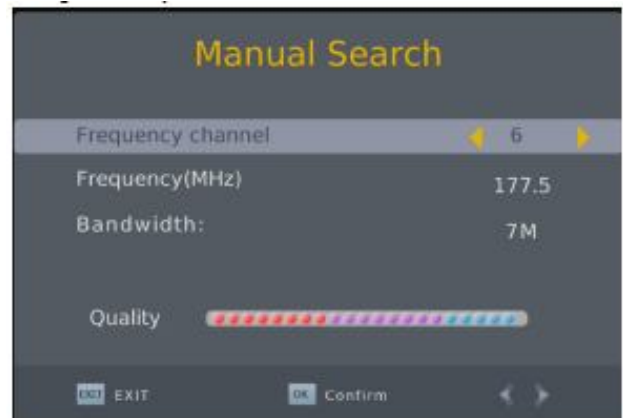 Manual Search
Frequency channel 6
Frequency(MHz) 177.5
Bandwidth: 7M
Quality
EXIT EXIT OK Confirm